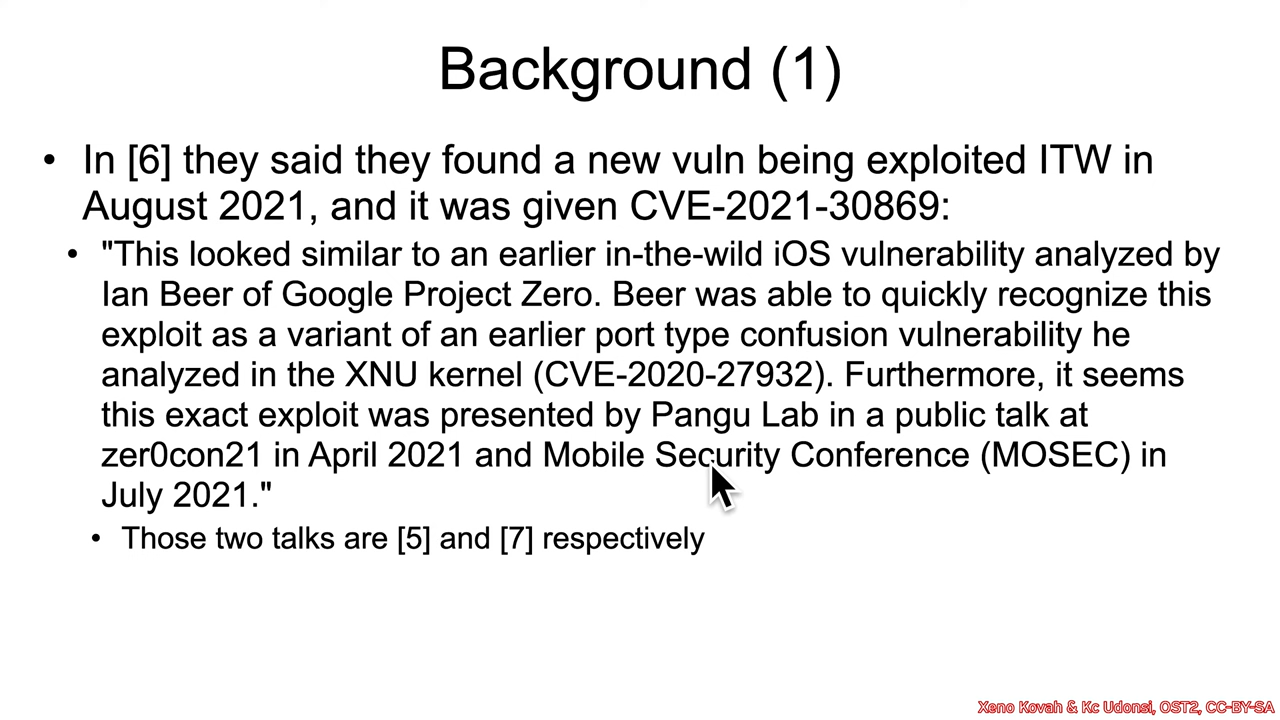 Background (1)
• In [6] they said they found a new vuln being exploited ITW in
August 2021, and it was given CVE-2021-30869:
• "This looked similar to an earlier in-the-wild iOS vulnerability analyzed by
Ian Beer of Google Project Zero. Beer was able to quickly recognize this
exploit as a variant of an earlier port type confusion vulnerability he
analyzed in the XNU kernel (CVE-2020-27932). Furthermore, it seems
this exact exploit was presented by Pangu Lab in a public talk at
zer0con21 in April 2021 and Mobile Security Conference (MOSEC) in
July 2021."
• Those two talks are [5] and [7] respectively
Xeno Kovah & Kc Udonsi, OST2, CC-BY-SA